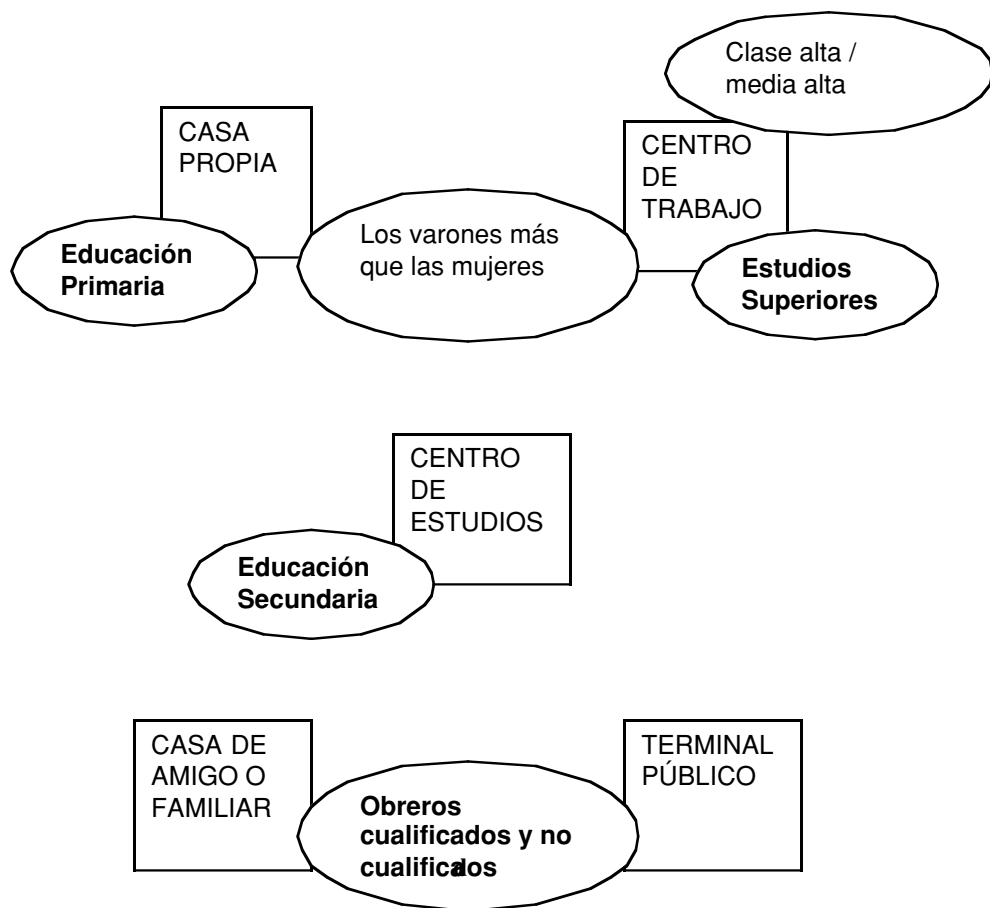 Clase alta /
media alta
CASA
PROPIA
CENTRO
DE
TRABAJO
Los varones más
que las mujeres
Educación
Primaria
Estudios
Superiores
CENTRO
DE
ESTUDIOS
Educación
Secundaria
CASA DE
AMIGO O
FAMILIAR
TERMINAL
PÚBLICO
Obreros
cualificados y no
cualificados